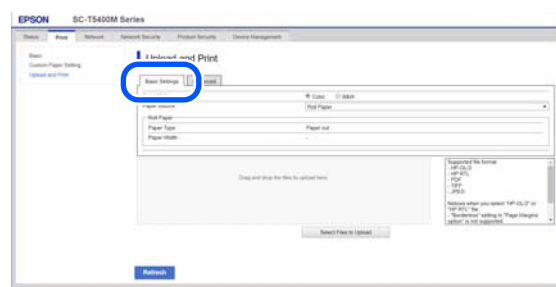 EPSON SC-T5400M Series
Status Print Network Network Security Product Security Device Management
Basic
Custom Paper Setting
Upload and Print
Upload and Print
Basic Settings
Color B&W
Paper Source Roll Paper
Roll Paper
Paper Type Paper out
Paper Width -
Drag and drop the files to upload here.
Supported file format
- HP-GL/2
- HP RTL
- PDF
- TIFF
- JPEG
Notices when you select "HP-GL/2" or
"HP RTL" file.
- "Borderless" setting in "Page Margins
option" is not supported.
Select Files to Upload
Refresh